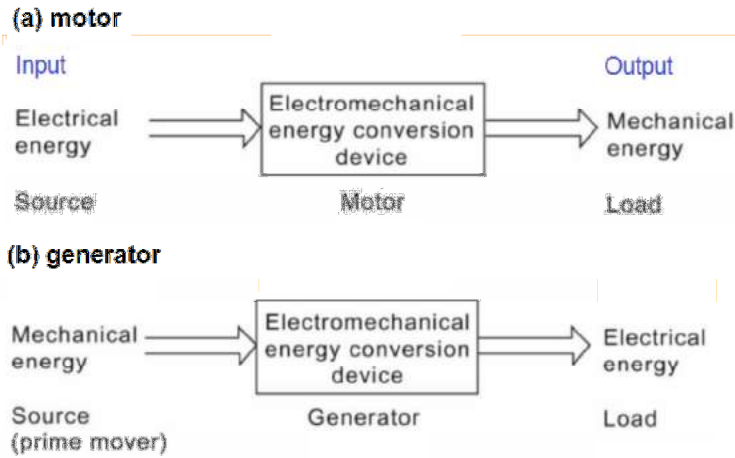 (a) motor
Input
Output
Electrical
energy
Electromechanical
energy conversion
device
Mechanical
energy
Source
Motor
Load
(b) generator
Mechanical
energy
Electromechanical
energy conversion
device
Electrical
energy
Source
(prime mover)
Generator
Load